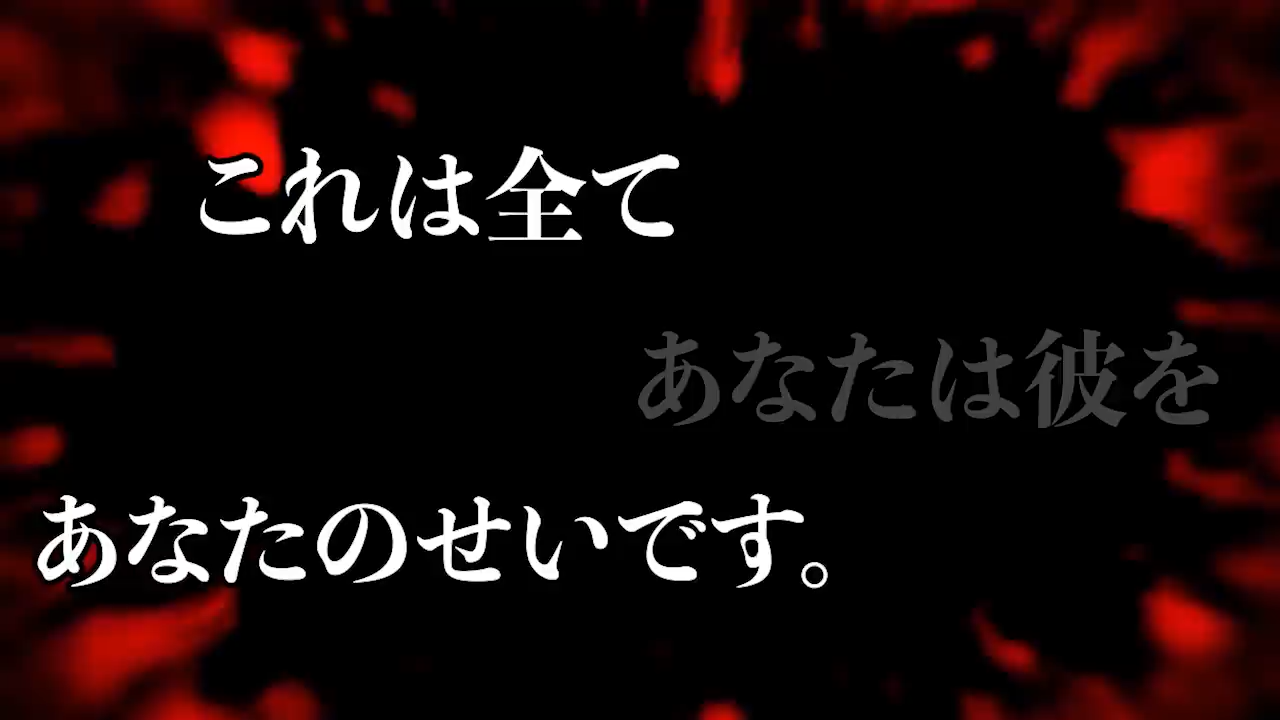 これは全て
あなたは彼を
あなたのせいです。